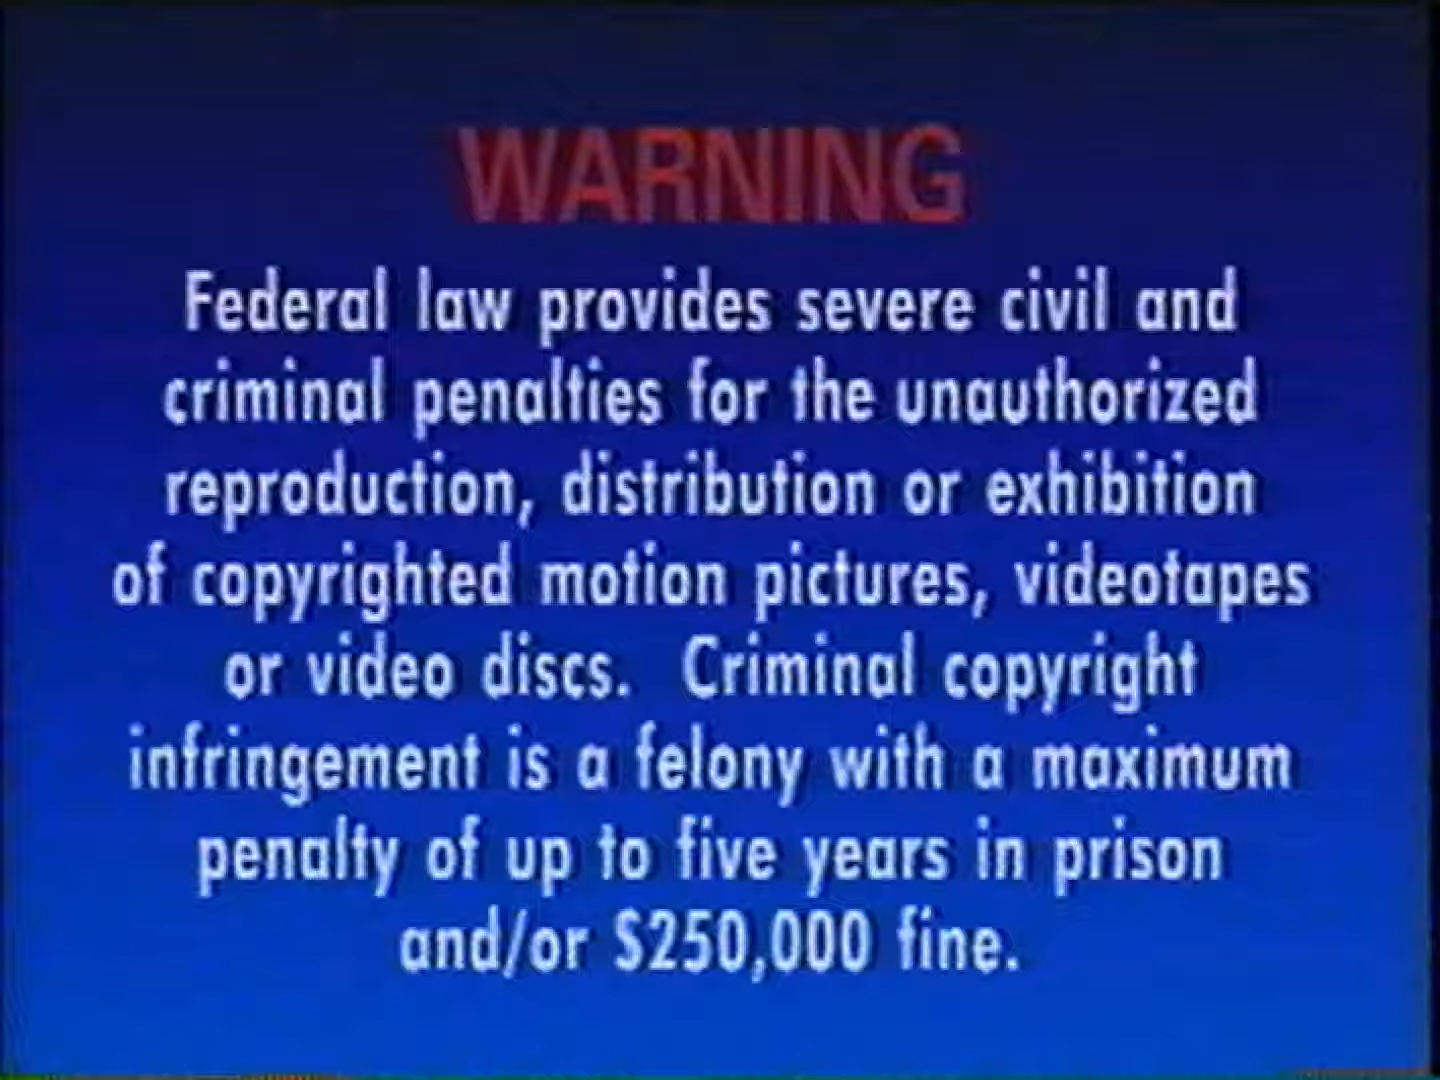 WARNING
Federal law provides severe civil and
criminal penalties for the unauthorized
reproduction, distribution or exhibition
of copyrighted motion pictures, videotapes
or video discs.  Criminal copyright
infringement is a felony with a maximum
penalty of up to five years in prison
and/or $250,000 fine.